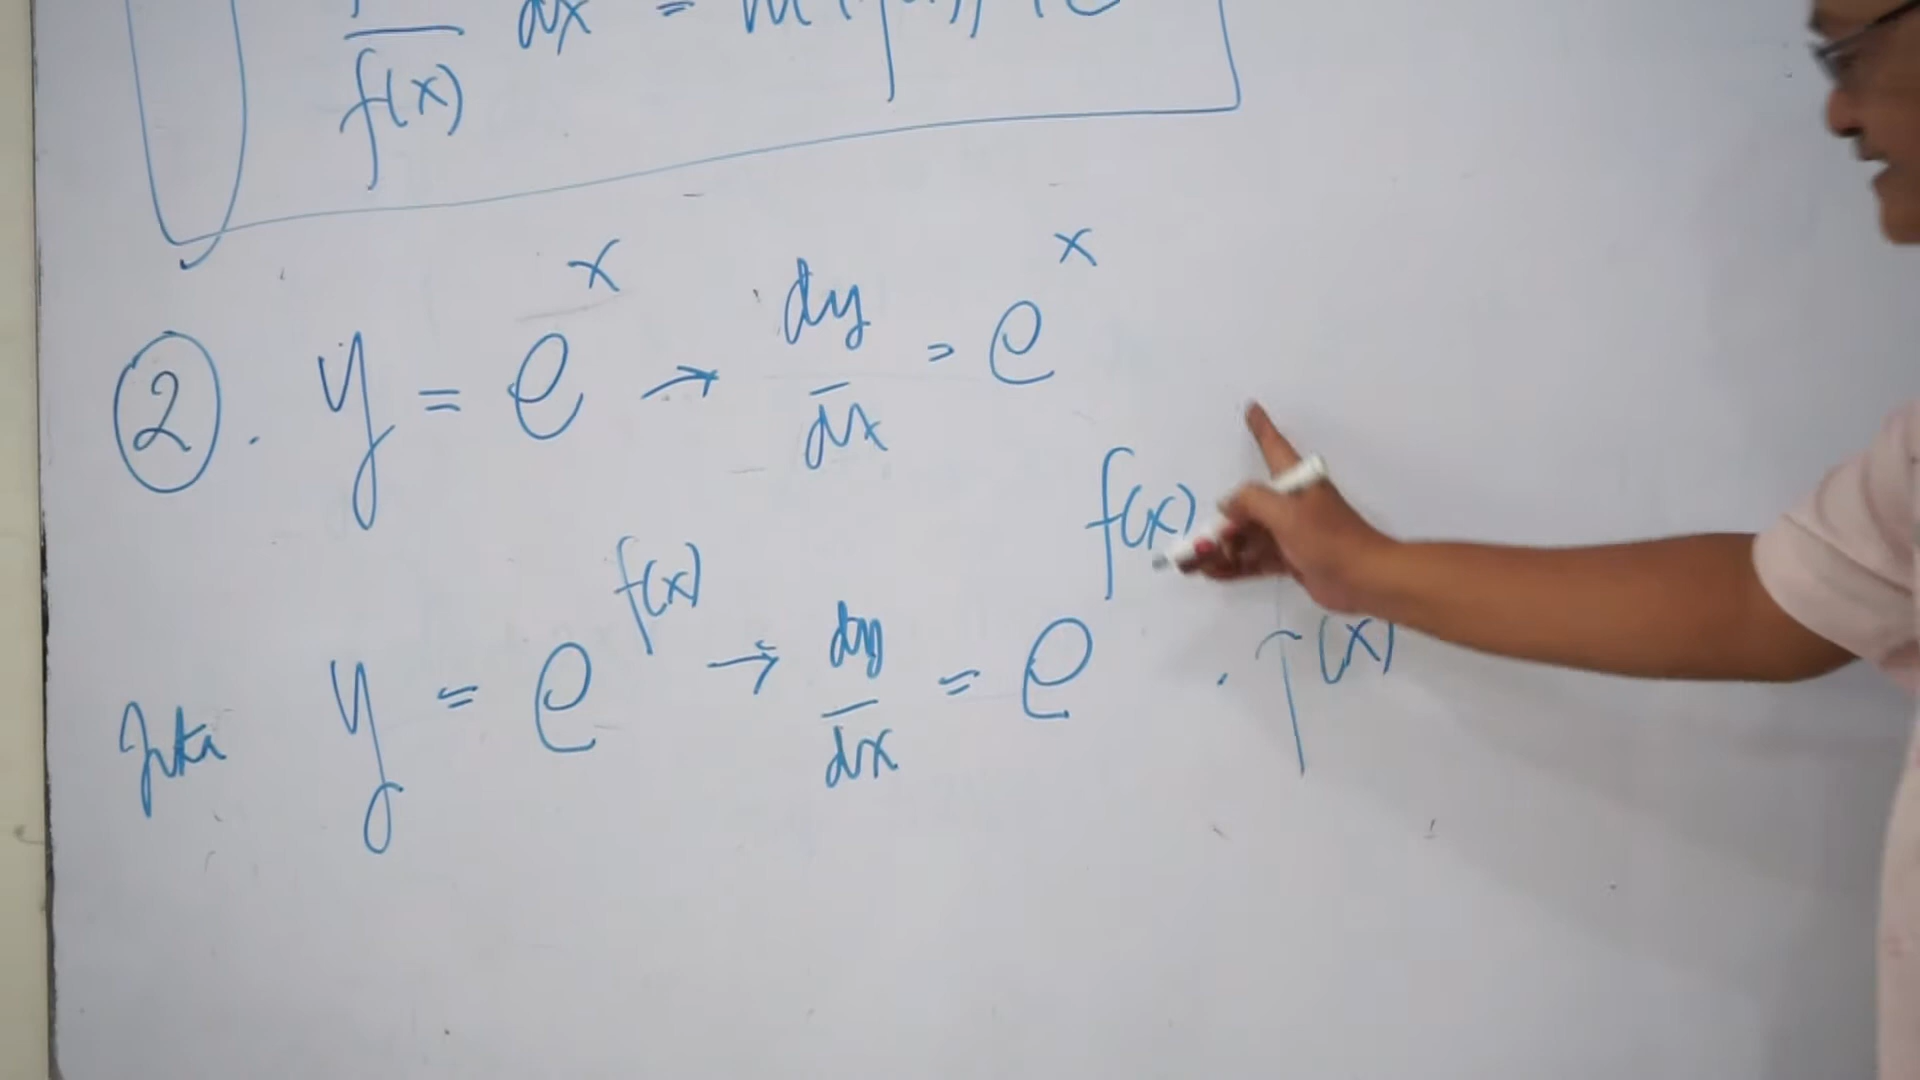 f(x) dx =
2. y = e^x → dy/dx = e^x
Jika y = e^f(x) → dy/dx = e^f(x) . f(x)